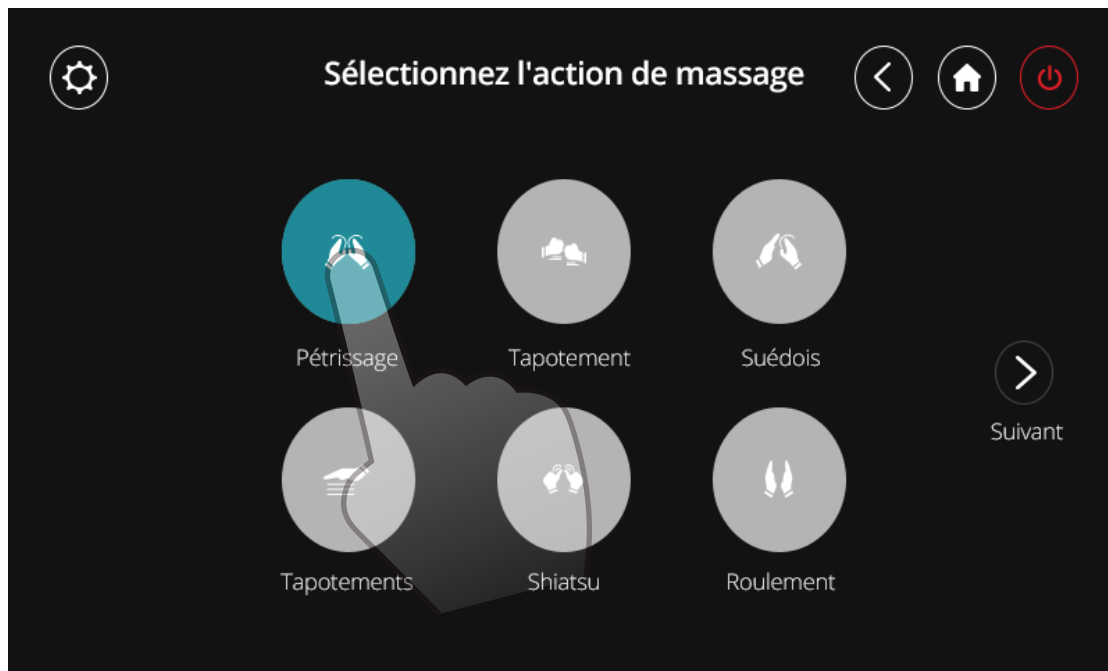 Sélectionnez l'action de massage
Pétrissage
Tapotement
Suédois
Suivant
Tapotements
Shiatsu
Roulement